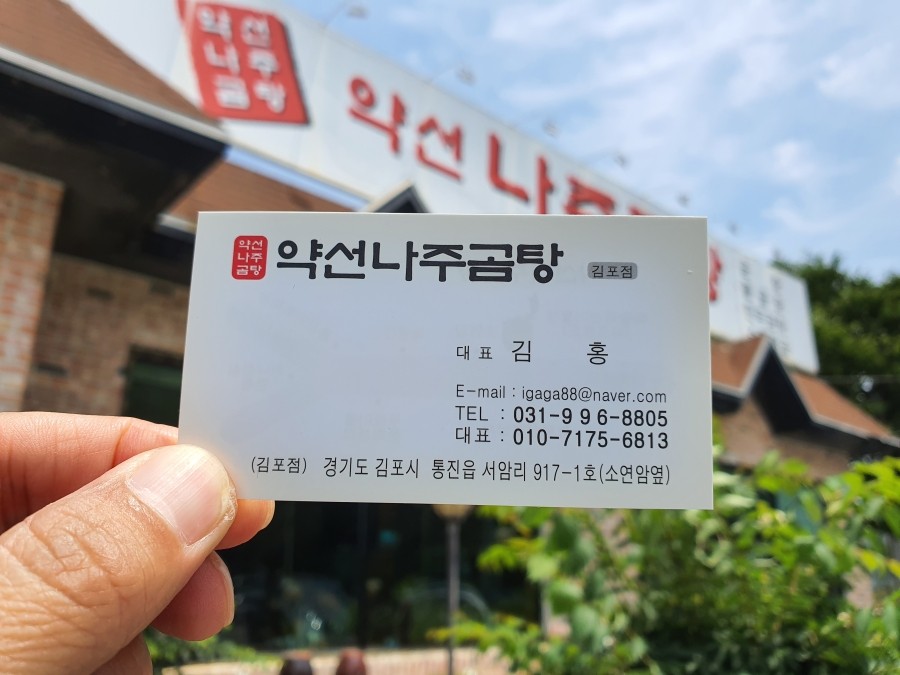 약선
나주
곰탕
약선나주
약선
나주
곰탕
약선나주곰탕 김포점
대표 김 홍
E-mail : igaga88@naver.com
TEL : 031-996-8805
대표 : 010-7175-6813
(김포점) 경기도 김포시 통진읍 서암리 917-1호(소연암옆)